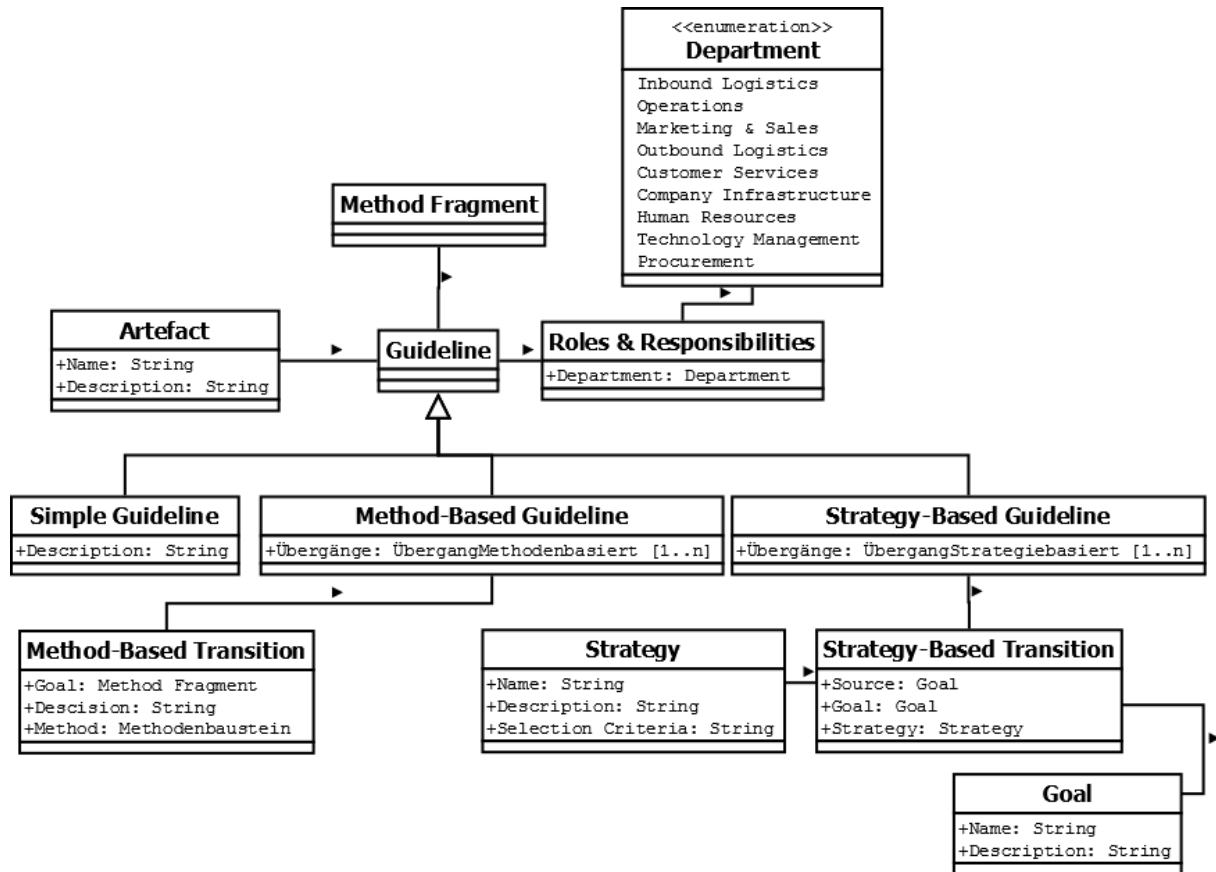 <<enumeration>>
Department
Inbound Logistics
Operations
Marketing & Sales
Outbound Logistics
Customer Services
Company Infrastructure
Human Resources
Technology Management
Procurement
Method Fragment
Artefact
+Name: String
+Description: String
Guideline
Roles & Responsibilities
+Department: Department
Simple Guideline
+Description: String
Method-Based Guideline
+Übergänge: ÜbergangMethodenbasiert [1..n]
Strategy-Based Guideline
+Übergänge: ÜbergangStrategiebasiert [1..n]
Method-Based Transition
+Goal: Method Fragment
+Descision: String
+Method: Methodenbaustein
Strategy
+Name: String
+Description: String
+Selection Criteria: String
Strategy-Based Transition
+Source: Goal
+Goal: Goal
+Strategy: Strategy
Goal
+Name: String
+Description: String